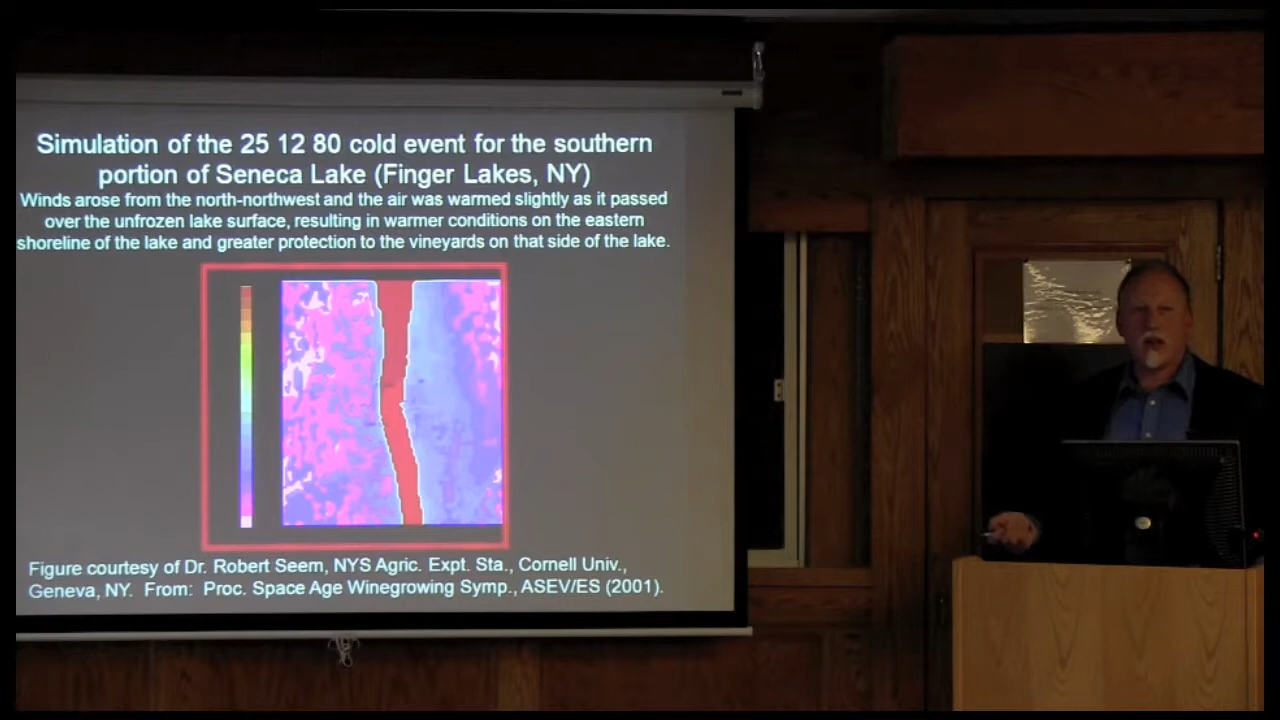 Simulation of the 25 12 80 cold event for the southern
portion of Seneca Lake (Finger Lakes, NY)
Winds arose from the north-northwest and the air was warmed slightly as it passed
over the unfrozen lake surface, resulting in warmer conditions on the eastern
shoreline of the lake and greater protection to the vineyards on that side of the lake.
Figure courtesy of Dr. Robert Seem, NYS Agric. Expt. Sta., Cornell Univ.,
Geneva, NY. From: Proc. Space Age Winegrowing Symp., ASEV/ES (2001).